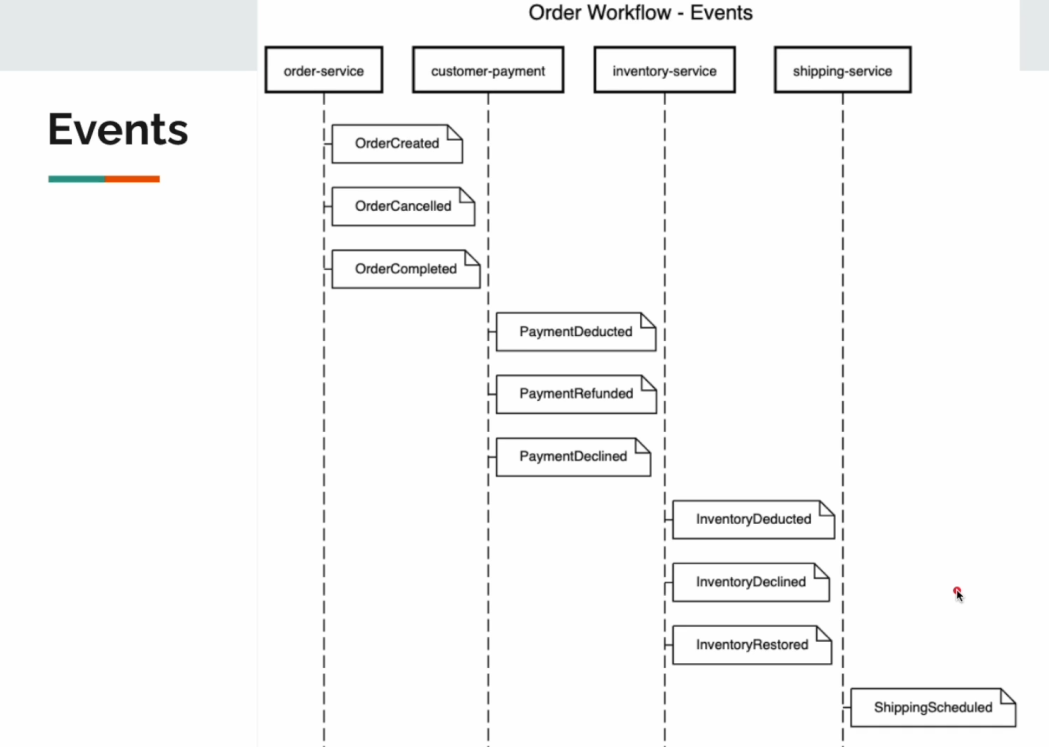 Order Workflow - Events
order-service
customer-payment
inventory-service
shipping-service
Events
OrderCreated
OrderCancelled
OrderCompleted
PaymentDeducted
PaymentRefunded
PaymentDeclined
InventoryDeducted
InventoryDeclined
InventoryRestored
ShippingScheduled